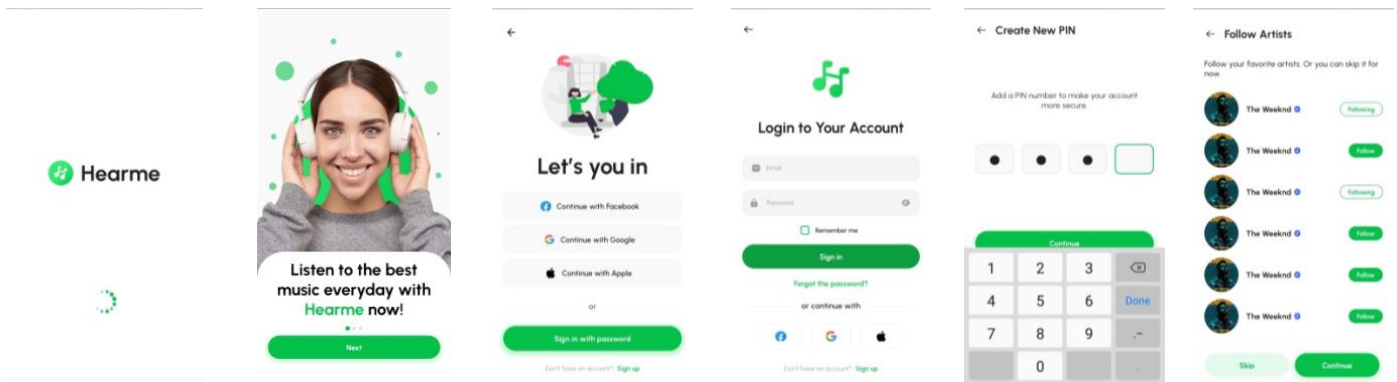 Hearme
Listen to the best
music everyday with
Hearme now!
Next
Let's you in
Continue with Facebook
Continue with Google
Continue with Apple
or
Sign in with password
Don't have an account? Sign up
Login to Your Account
Email
Password
Remember me
Sign in
Forgot the password?
or continue with
Don't have an account? Sign up
Create New PIN
Add a PIN number to make your account
more secure.
Continue
1 2 3
4 5 6 Done
7 8 9 .-
0 .
Follow Artists
Follow your favorite artists. Or you can skip it for
now.
The Weeknd Following
The Weeknd Follow
The Weeknd Following
The Weeknd Follow
The Weeknd Follow
The Weeknd Follow
Skip Continue